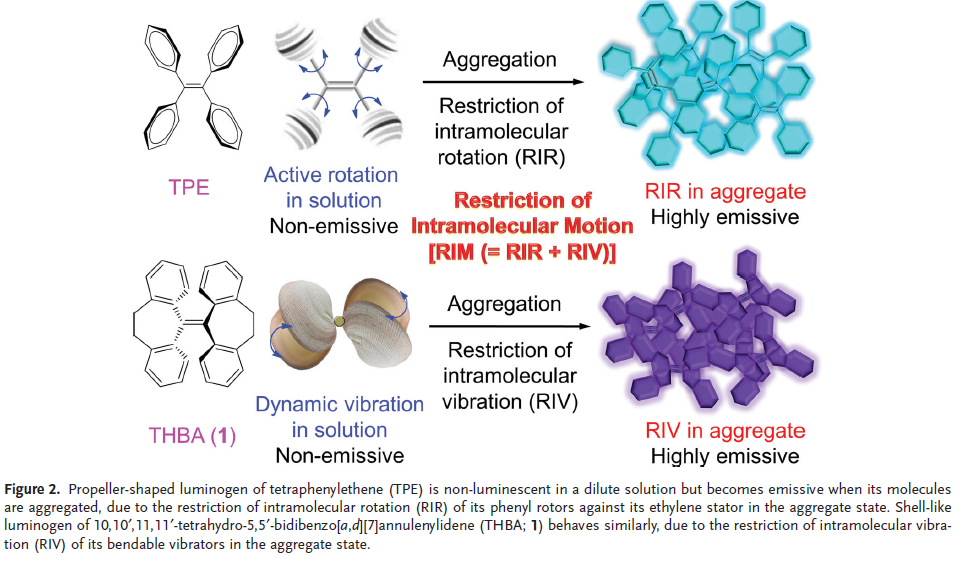 TPE
Active rotation
in solution
Non-emissive
Aggregation
Restriction of
intramolecular
rotation (RIR)
RIR in aggregate
Highly emissive
Restriction of
Intramolecular Motion
[RIM (= RIR + RIV)]
THBA (1)
Dynamic vibration
in solution
Non-emissive
Aggregation
Restriction of
intramolecular
vibration (RIV)
RIV in aggregate
Highly emissive
Figure 2. Propeller-shaped luminogen of tetraphenylethene (TPE) is non-luminescent in a dilute solution but becomes emissive when its molecules
are aggregated, due to the restriction of intramolecular rotation (RIR) of its phenyl rotors against its ethylene stator in the aggregate state. Shell-like
luminogen of 10,10′,11,11′-tetrahydro-5,5′-bidibenzo[a,d][7]annulenylidene (THBA; 1) behaves similarly, due to the restriction of intramolecular vibra-
tion (RIV) of its bendable vibrators in the aggregate state.